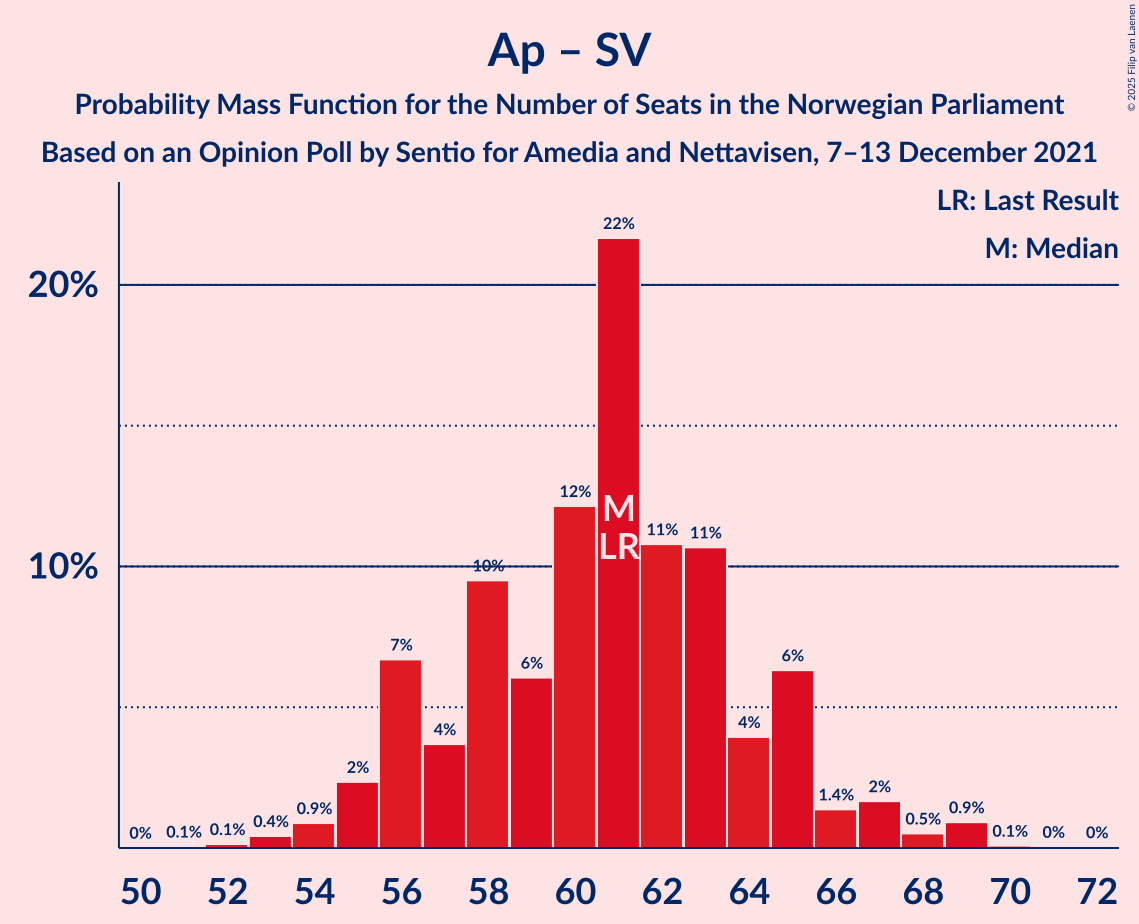 Ap – SV
Probability Mass Function for the Number of Seats in the Norwegian Parliament
Based on an Opinion Poll by Sentio for Amedia and Nettavisen, 7–13 December 2021
© 2025 Filip van Laenen
LR: Last Result
M: Median
20%
10%
0%
0.1%
0.1%
0.4%
0.9%
2%
7%
4%
10%
6%
12%
22%
11%
11%
4%
6%
1.4%
2%
0.5%
0.9%
0.1%
0%
0%
M
LR
50 52 54 56 58 60 62 64 66 68 70 72